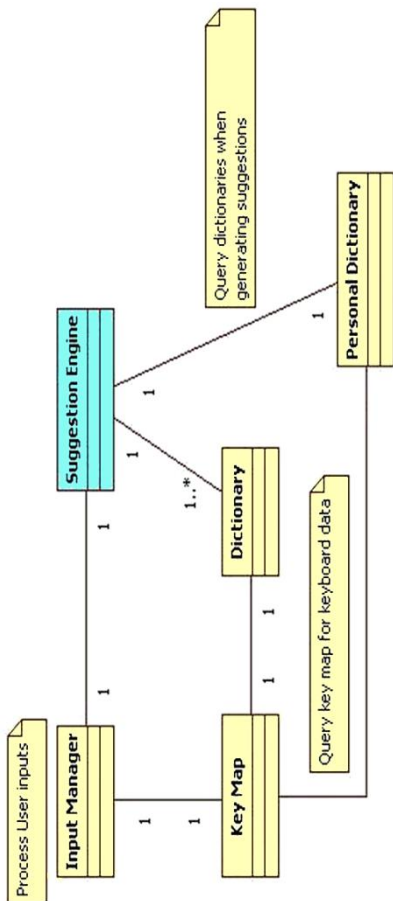 Process User inputs
Input Manager
1
1
Suggestion Engine
1
1
1
1
1..*
1
Query dictionaries when
generating suggestions
Key Map
1
1
Dictionary
Query key map for keyboard data
Personal Dictionary